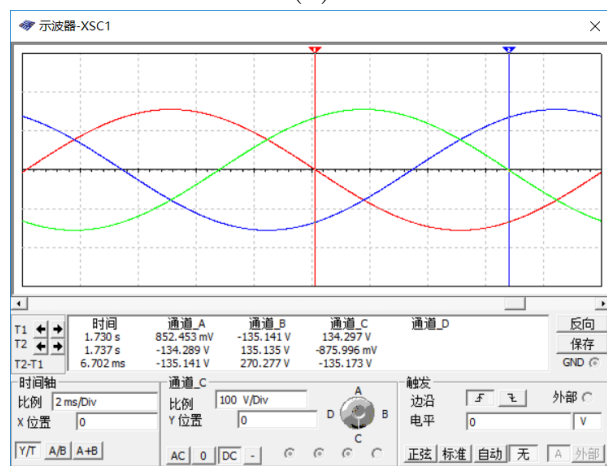 示波器-XSC1
1
2
T1
T2
T2-T1
时间 通道_A 通道_B 通道_C 通道_D
1.730 s 852.453 mV -135.141 V 134.297 V
1.737 s -134.289 V 135.135 V -875.996 mV
6.702 ms -135.141 V 270.277 V -135.173 V
反向
保存
GND
时间轴
比例 2 ms/Div
X 位置 0
Y/T A/B A+B
通道_C
比例 100 V/Div
Y 位置 0
AC 0 DC -
A
D B
C
触发
边沿 外部
电平 0 V
正弦 标准 自动 无 A 外部